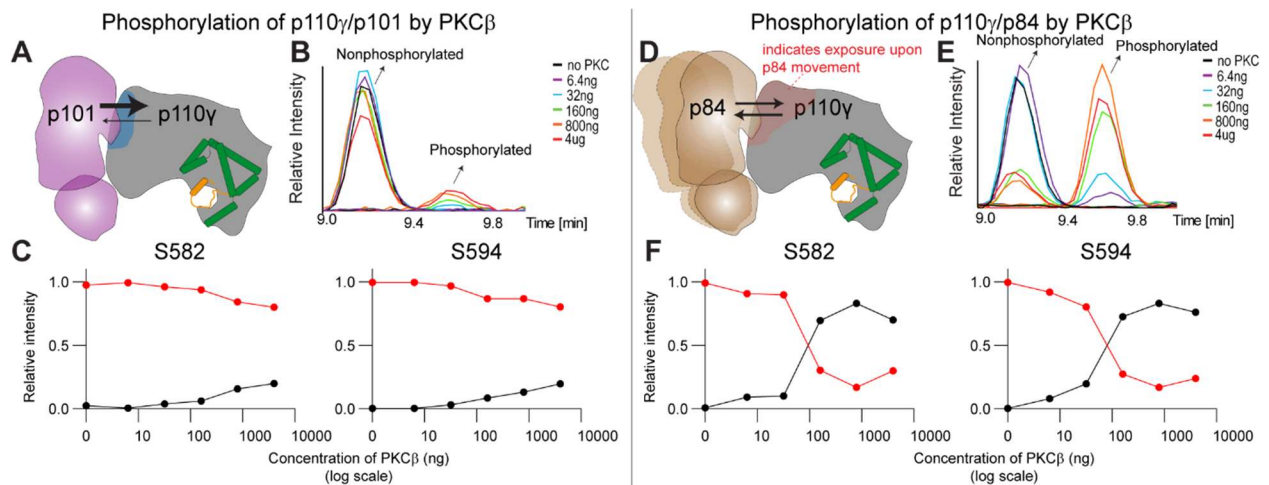 Phosphorylation of p110γ/p101 by PKCβ
A
p101
p110γ
B
Relative Intensity
Nonphosphorylated
Phosphorylated
no PKC
6.4ng
32ng
160ng
800ng
4ug
9.0
9.4
9.8
Time [min]
C
S582
Relative intensity
1.0
0.5
0.0
0
10
100
1000
10000
S594
1.0
0.5
0.0
0
10
100
1000
10000
Concentration of PKCβ (ng)
(log scale)
Phosphorylation of p110γ/p84 by PKCβ
D
indicates exposure upon
p84 movement
p84
p110γ
E
Relative Intensity
Nonphosphorylated
Phosphorylated
no PKC
6.4ng
32ng
160ng
800ng
4ug
9.0
9.4
9.8
Time [min]
F
S582
Relative intensity
1.0
0.5
0.0
0
10
100
1000
10000
S594
1.0
0.5
0.0
0
10
100
1000
10000
Concentration of PKCβ (ng)
(log scale)